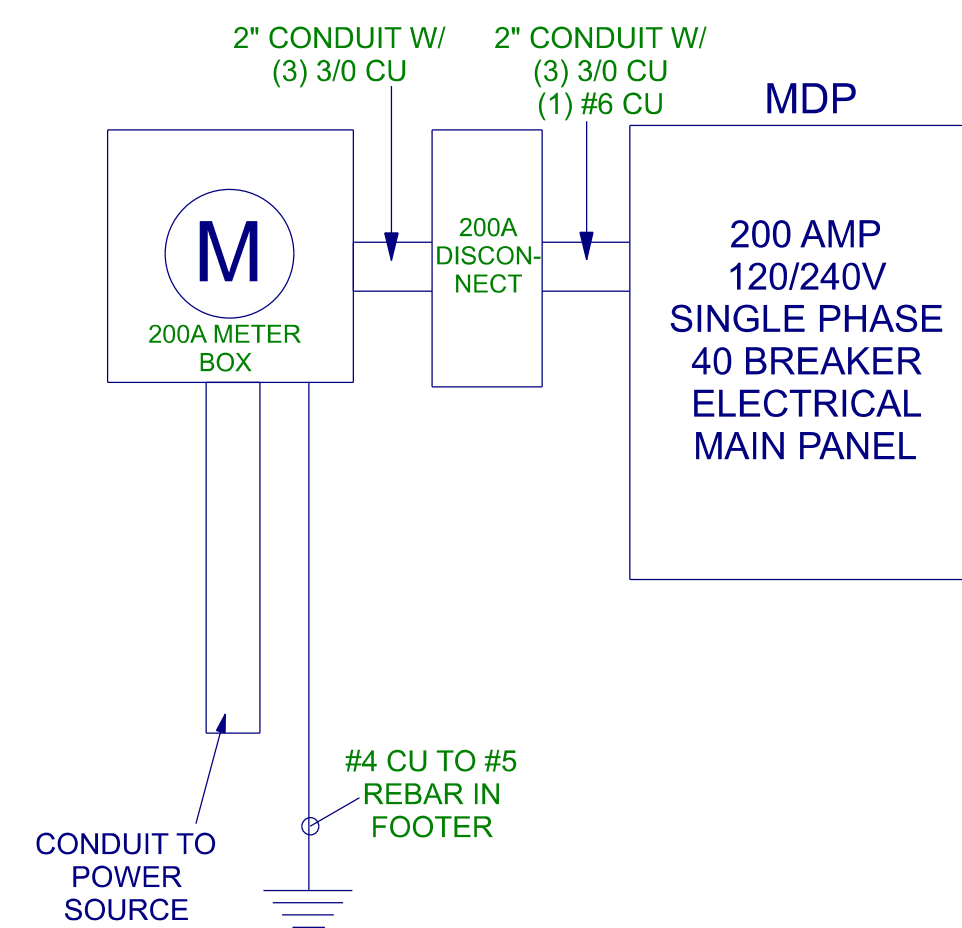 2" CONDUIT W/
(3) 3/0 CU
2" CONDUIT W/
(3) 3/0 CU
(1) #6 CU
MDP
M
200A METER
BOX
200A
DISCON-
NECT
200 AMP
120/240V
SINGLE PHASE
40 BREAKER
ELECTRICAL
MAIN PANEL
#4 CU TO #5
REBAR IN
FOOTER
CONDUIT TO
POWER
SOURCE